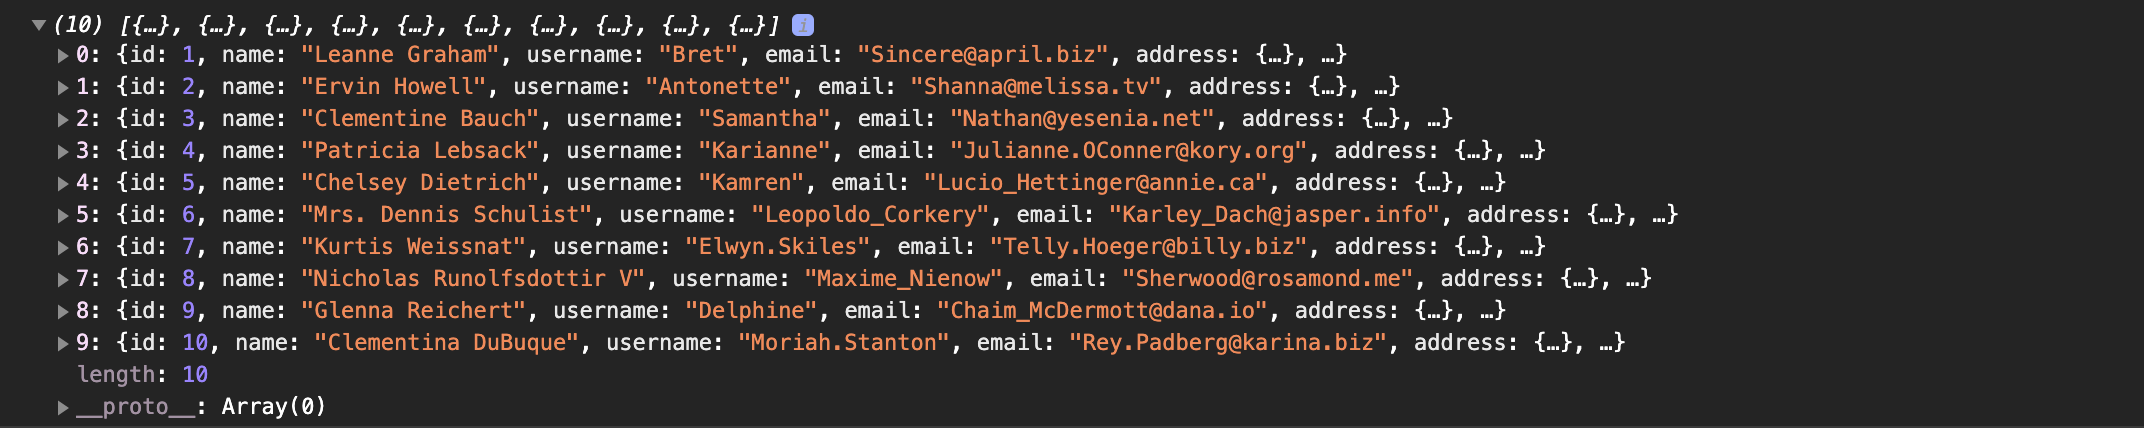 ▼(10) [{…}, {…}, {…}, {…}, {…}, {…}, {…}, {…}, {…}, {…}] i
▶0: {id: 1, name: "Leanne Graham", username: "Bret", email: "Sincere@april.biz", address: {…}, …}
▶1: {id: 2, name: "Ervin Howell", username: "Antonette", email: "Shanna@melissa.tv", address: {…}, …}
▶2: {id: 3, name: "Clementine Bauch", username: "Samantha", email: "Nathan@yesenia.net", address: {…}, …}
▶3: {id: 4, name: "Patricia Lebsack", username: "Karianne", email: "Julianne.OConner@kory.org", address: {…}, …}
▶4: {id: 5, name: "Chelsey Dietrich", username: "Kamren", email: "Lucio_Hettinger@annie.ca", address: {…}, …}
▶5: {id: 6, name: "Mrs. Dennis Schulist", username: "Leopoldo_Corkery", email: "Karley_Dach@jasper.info", address: {…}, …}
▶6: {id: 7, name: "Kurtis Weissnat", username: "Elwyn.Skiles", email: "Telly.Hoeger@billy.biz", address: {…}, …}
▶7: {id: 8, name: "Nicholas Runolfsdottir V", username: "Maxime_Nienow", email: "Sherwood@rosamond.me", address: {…}, …}
▶8: {id: 9, name: "Glenna Reichert", username: "Delphine", email: "Chaim_McDermott@dana.io", address: {…}, …}
▶9: {id: 10, name: "Clementina DuBuque", username: "Moriah.Stanton", email: "Rey.Padberg@karina.biz", address: {…}, …}
length: 10
▶__proto__: Array(0)